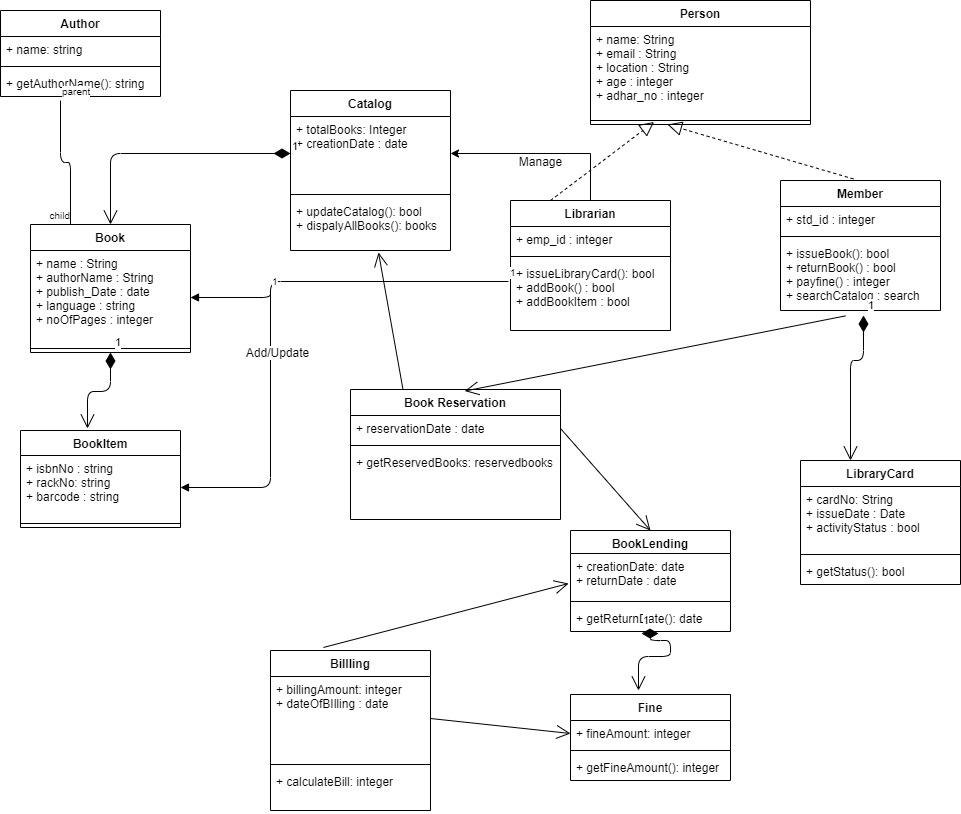 Author
+ name: string
+ getAuthorName(): string
parent
child
Person
+ name: String
+ email : String
+ location : String
+ age : integer
+ adhar_no : integer
Catalog
+ totalBooks: Integer
+ creationDate : date
+ updateCatalog(): bool
+ dispalyAllBooks(): books
1
Manage
Librarian
+ emp_id : integer
+ issueLibraryCard(): bool
+ addBook() : bool
+ addBookItem : bool
1
1
Member
+ std_id : integer
+ issueBook(): bool
+ returnBook() : bool
+ payfine() : integer
+ searchCatalog : search
1
Book
+ name : String
+ authorName : String
+ publish_Date : date
+ language : string
+ noOfPages : integer
1
Add/Update
BookItem
+ isbnNo : string
+ rackNo: string
+ barcode : string
Book Reservation
+ reservationDate : date
+ getReservedBooks: reservedbooks
LibraryCard
+ cardNo: String
+ issueDate : Date
+ activityStatus : bool
+ getStatus(): bool
BookLending
+ creationDate: date
+ returnDate : date
+ getReturnDate(): date
1
Billling
+ billingAmount: integer
+ dateOfBIlling : date
+ calculateBill: integer
Fine
+ fineAmount: integer
+ getFineAmount(): integer